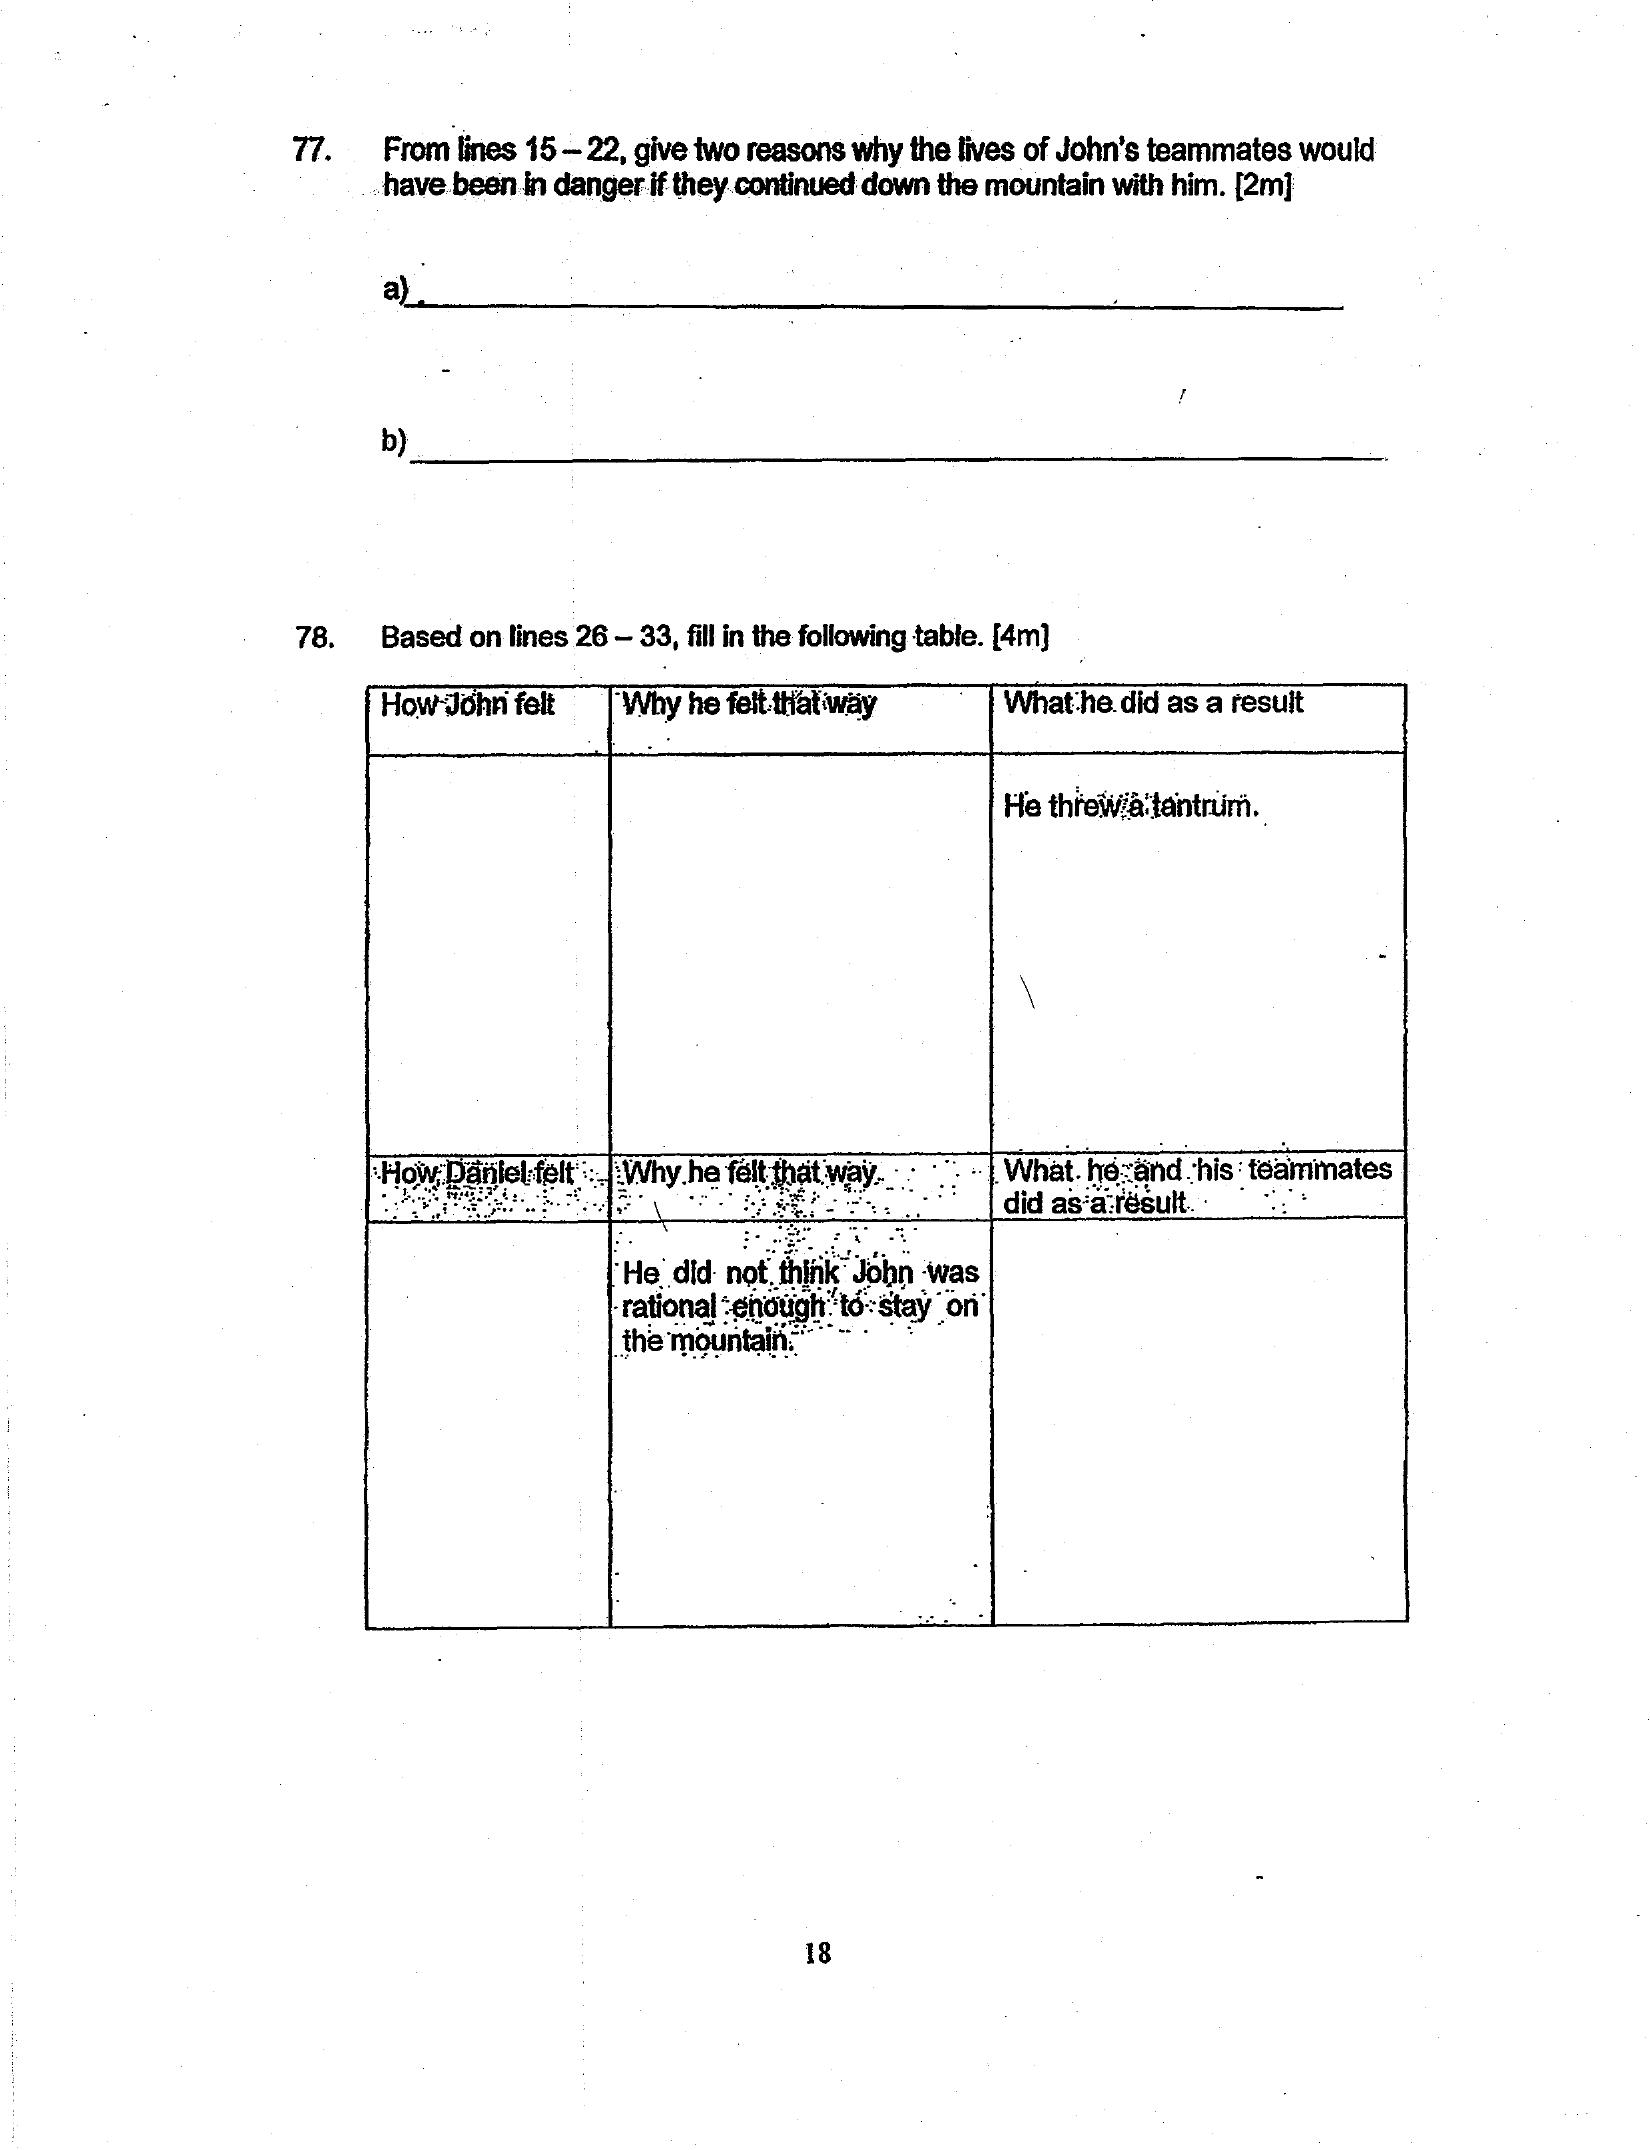 77. From lines 15 – 22, give two reasons why the lives of John's teammates would
have been in danger if they continued down the mountain with him. [2m]
a)
b)
78. Based on lines 26 – 33, fill in the following table. [4m]
How John felt Why he felt that way What he did as a result
He threw a tantrum.
How Daniel felt Why he felt that way What he and his teammates
did as a result
He did not think John was
rational enough to stay on
the mountain.
18